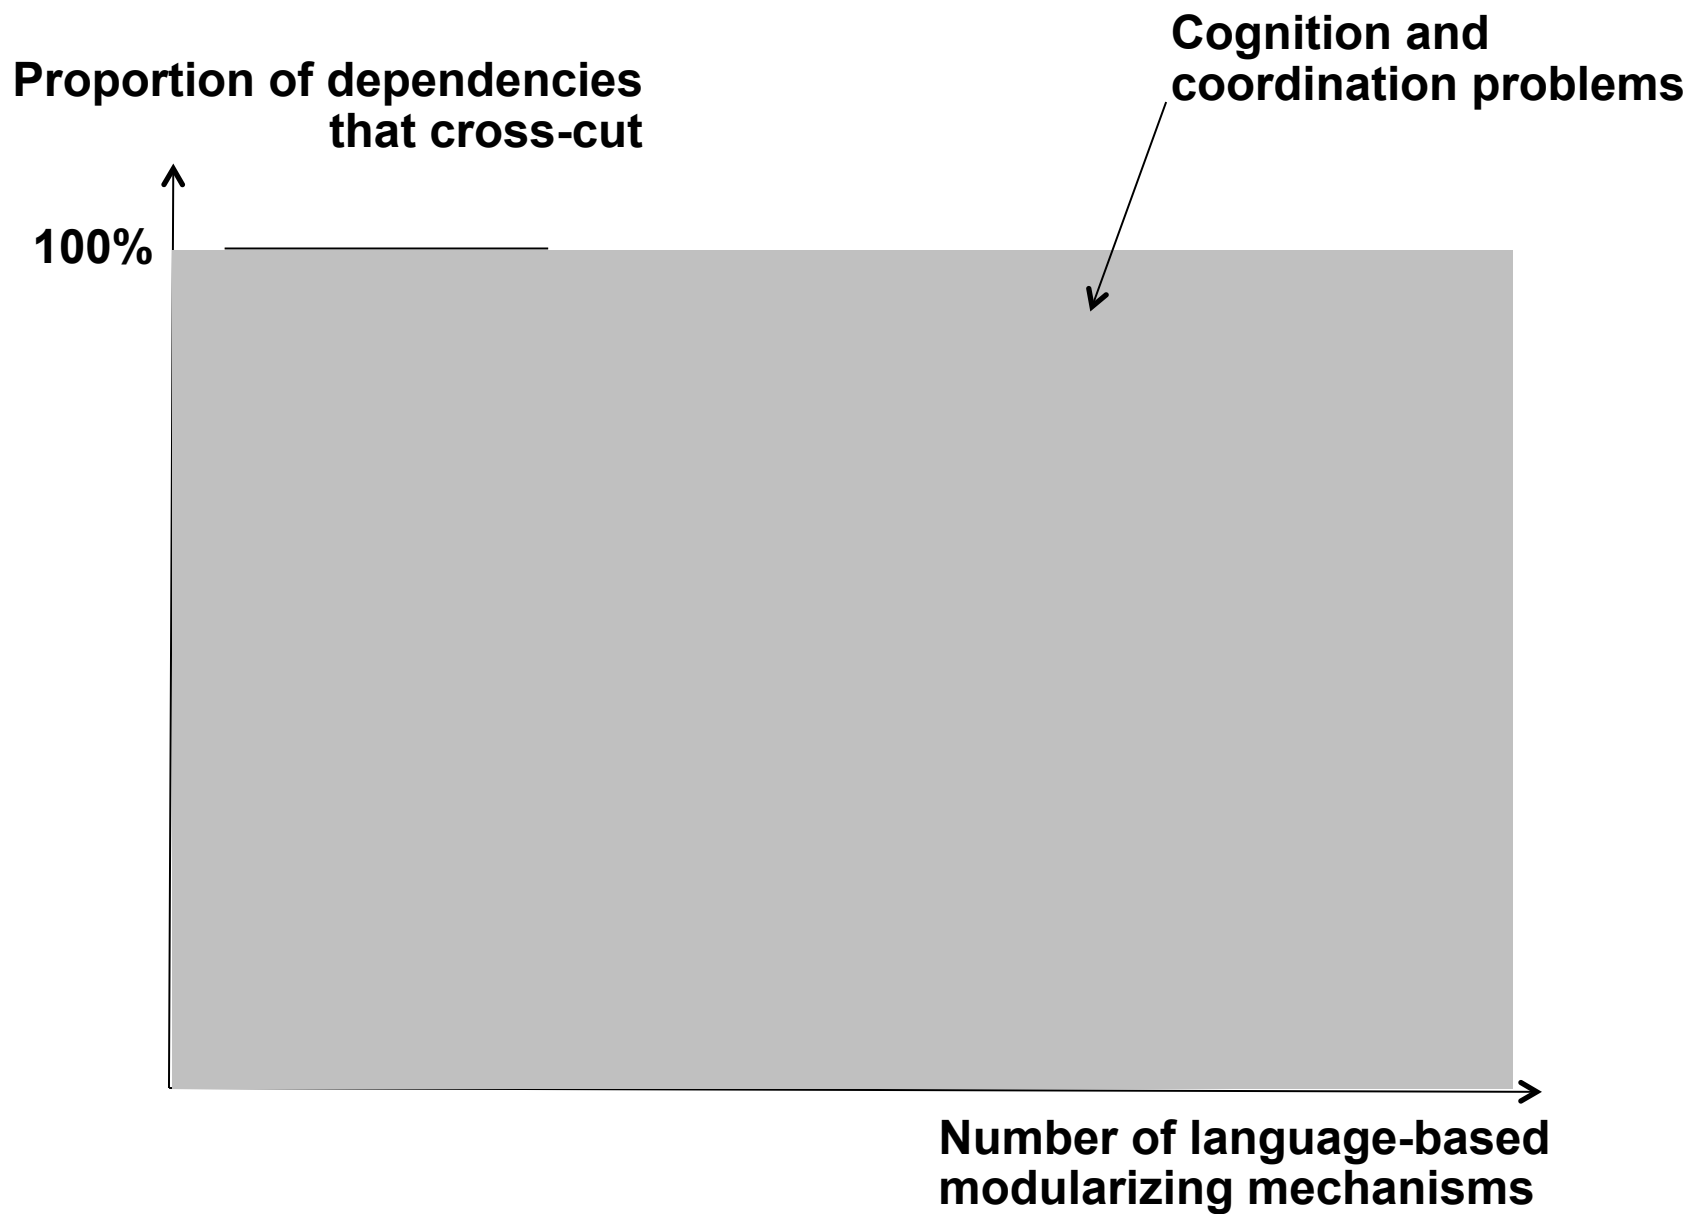 Cognition and
coordination problems
Proportion of dependencies
that cross-cut
100%
Number of language-based
modularizing mechanisms